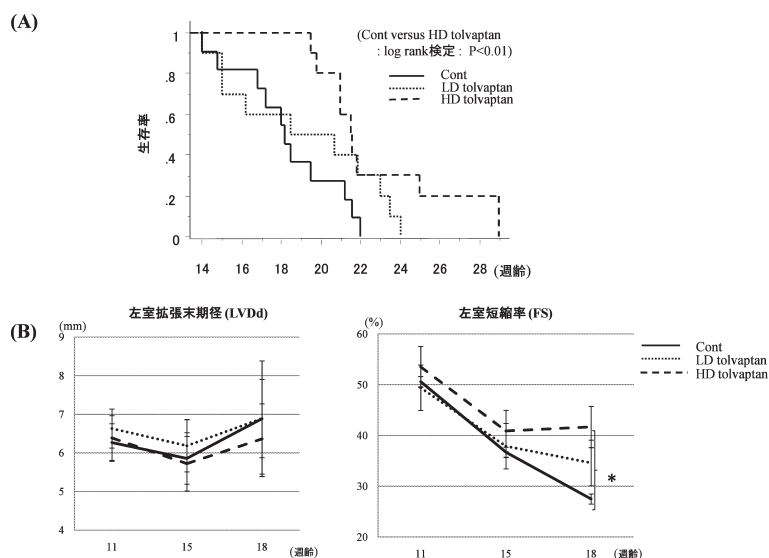 (A)
(Cont versus HD tolvaptan
: log rank検定 : P<0.01)
Cont
LD tolvaptan
HD tolvaptan
生存率
1
.8
.6
.4
.2
0
14 16 18 20 22 24 26 28 (週齢)
(B)
左室拡張末期径 (LVDd)
(mm)
9
8
7
6
5
4
11 15 18 (週齢)
左室短縮率 (FS)
(%)
60
50
40
30
20
11 15 18 (週齢)
*
Cont
LD tolvaptan
HD tolvaptan